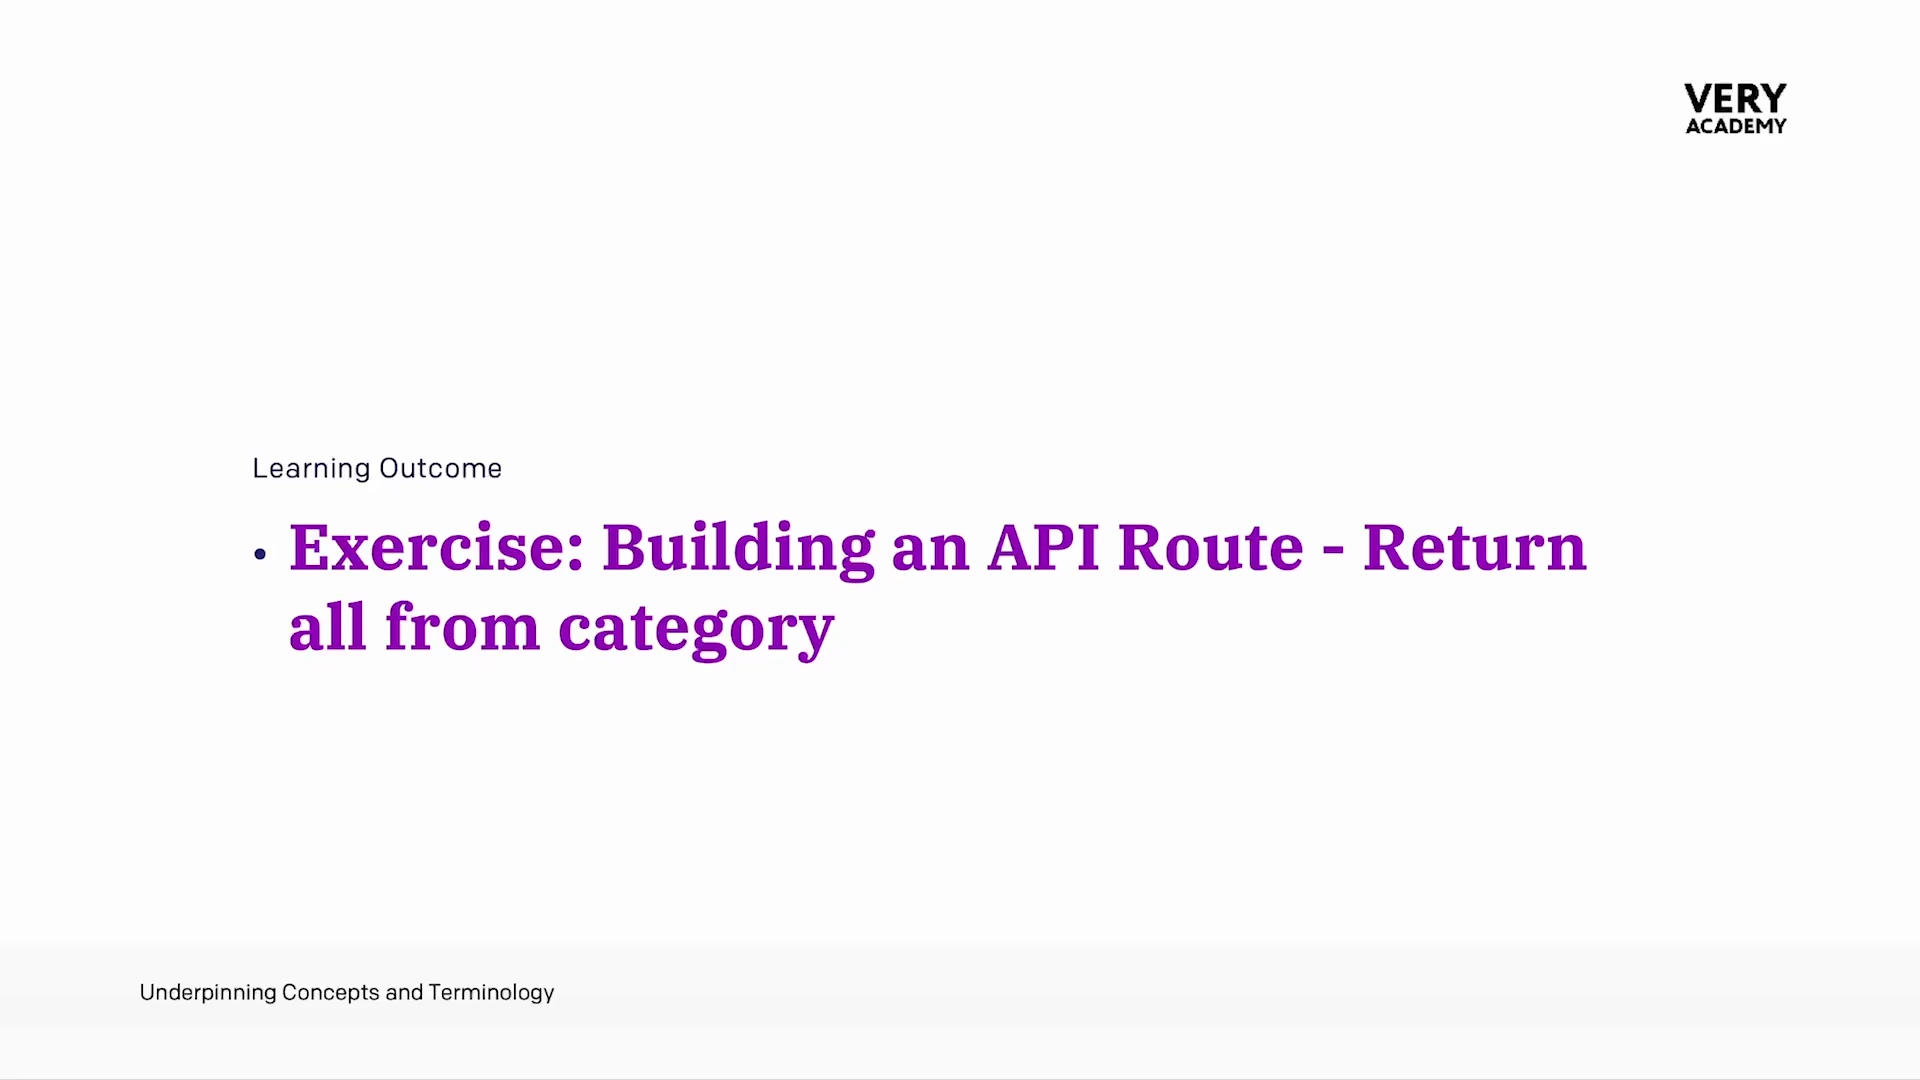 VERY
ACADEMY
Learning Outcome
• Exercise: Building an API Route - Return
all from category
Underpinning Concepts and Terminology